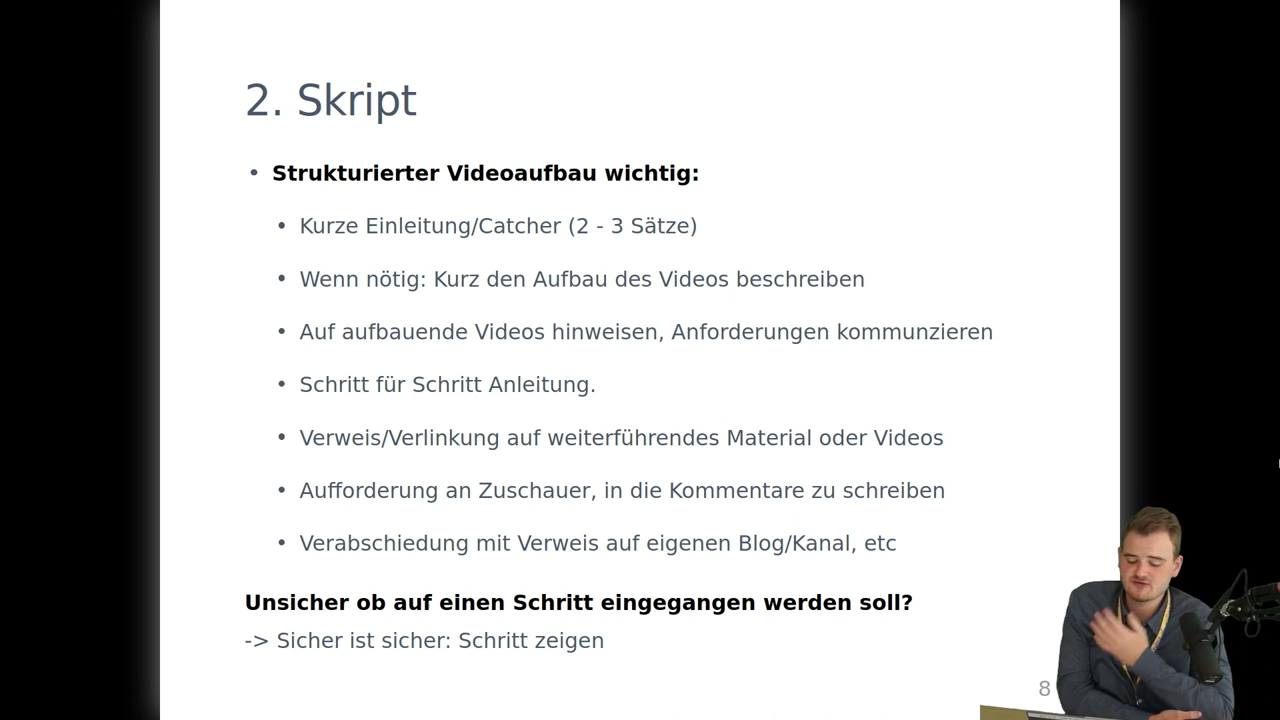 2. Skript
• Strukturierter Videoaufbau wichtig:
• Kurze Einleitung/Catcher (2 - 3 Sätze)
• Wenn nötig: Kurz den Aufbau des Videos beschreiben
• Auf aufbauende Videos hinweisen, Anforderungen kommunzieren
• Schritt für Schritt Anleitung.
• Verweis/Verlinkung auf weiterführendes Material oder Videos
• Aufforderung an Zuschauer, in die Kommentare zu schreiben
• Verabschiedung mit Verweis auf eigenen Blog/Kanal, etc
Unsicher ob auf einen Schritt eingegangen werden soll?
-> Sicher ist sicher: Schritt zeigen
8